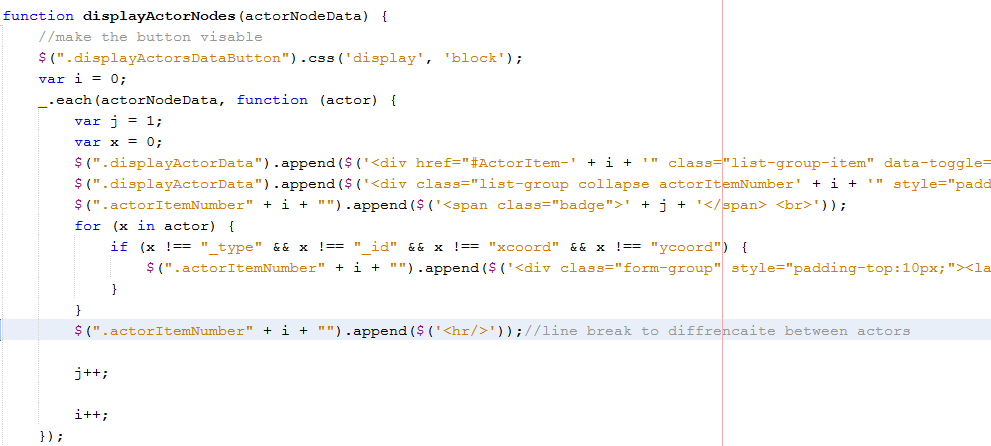 function displayActorNodes(actorNodeData) {
//make the button visable
$(".displayActorsDataButton").css('display', 'block');
var i = 0;
_.each(actorNodeData, function (actor) {
var j = 1;
var x = 0;
$(".displayActorData").append($('<div href="#ActorItem-' + i + '" class="list-group-item" data-toggle=
$(".displayActorData").append($('<div class="list-group collapse actorItemNumber' + i + '" style="padd
$(".actorItemNumber" + i + "").append($('<span class="badge">' + j + '</span> <br>'));
for (x in actor) {
if (x !== "_type" && x !== "_id" && x !== "xcoord" && x !== "ycoord") {
$(".actorItemNumber" + i + "").append($('<div class="form-group" style="padding-top:10px;"><la
}
}
$(".actorItemNumber" + i + "").append($('<hr/>'));//line break to diffrencaite between actors
j++;
i++;
});